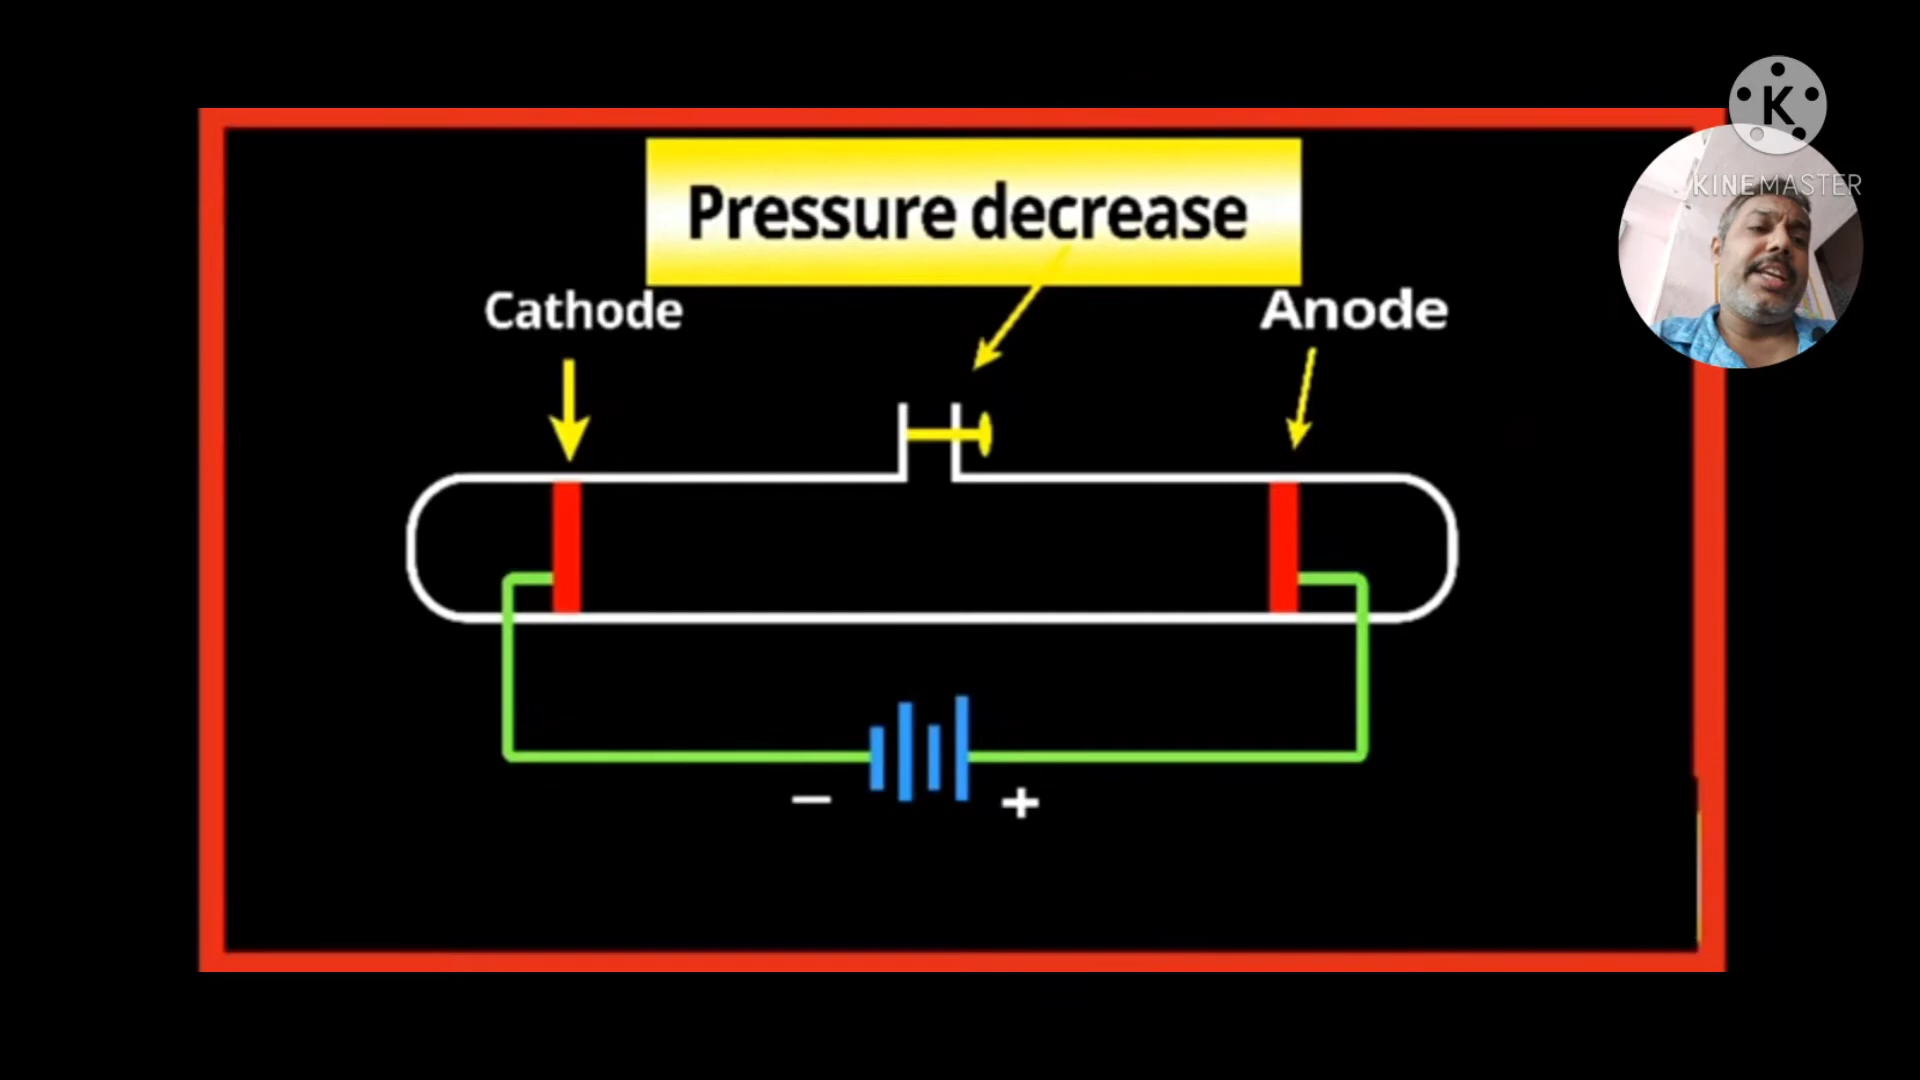 K
KINEMASTER
Pressure decrease
Cathode
Anode
− +